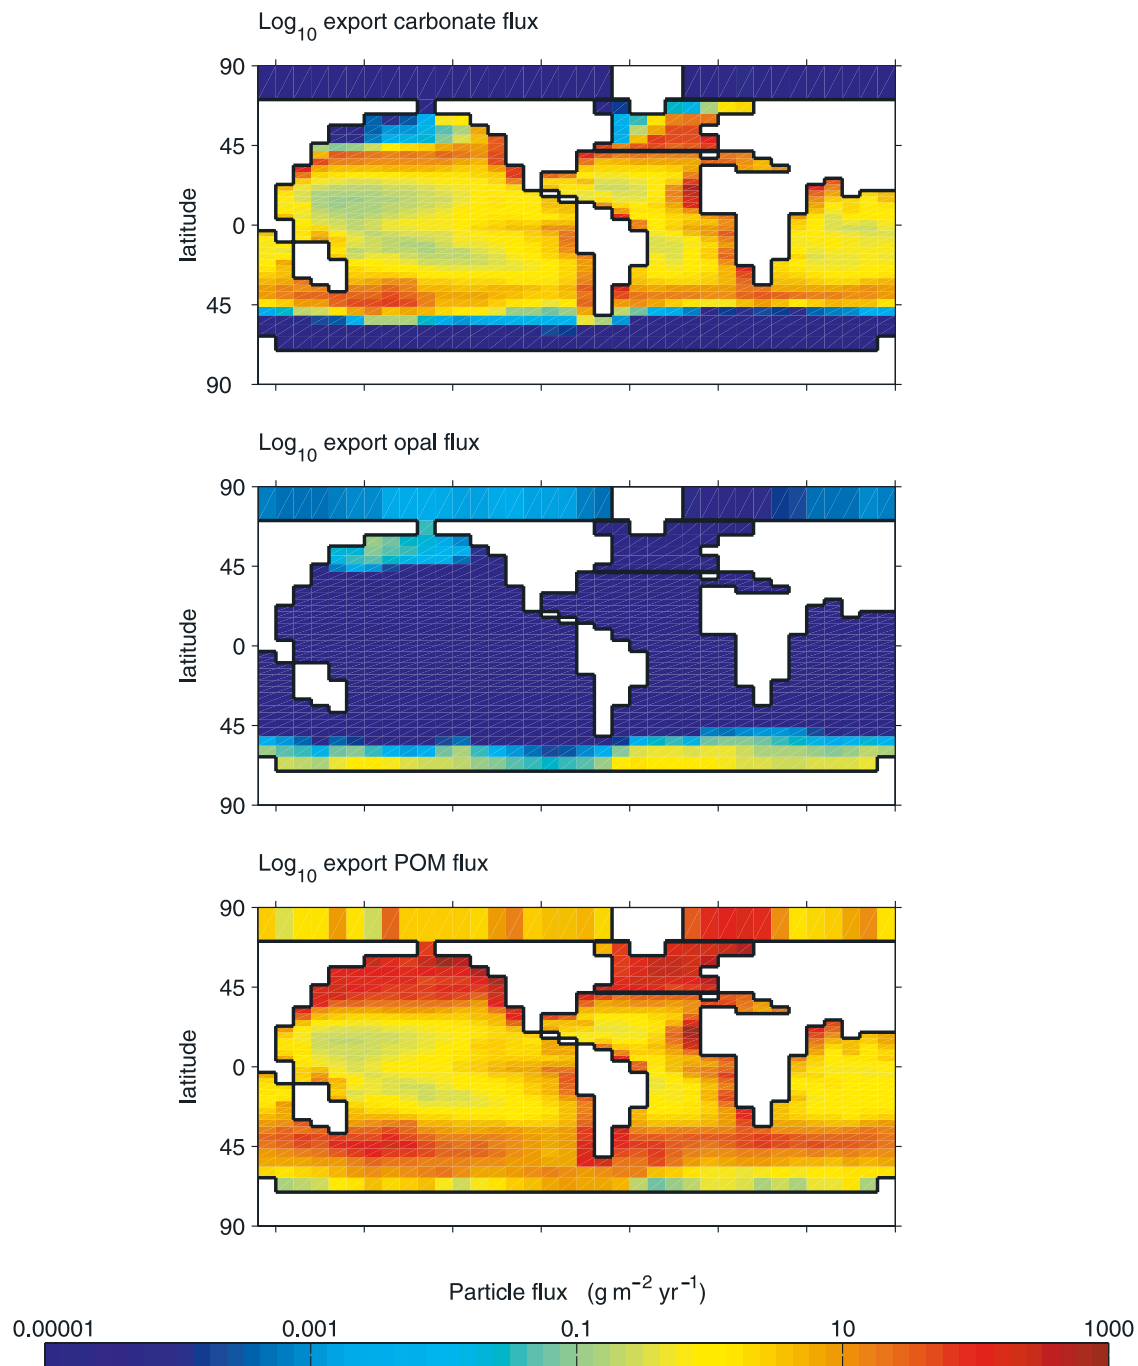 Log₁₀ export carbonate flux
90
45
0
45
90
latitude
Log₁₀ export opal flux
90
45
0
45
90
latitude
Log₁₀ export POM flux
90
45
0
45
90
latitude
Particle flux (g m⁻² yr⁻¹)
0.00001 0.001 0.1 10 1000